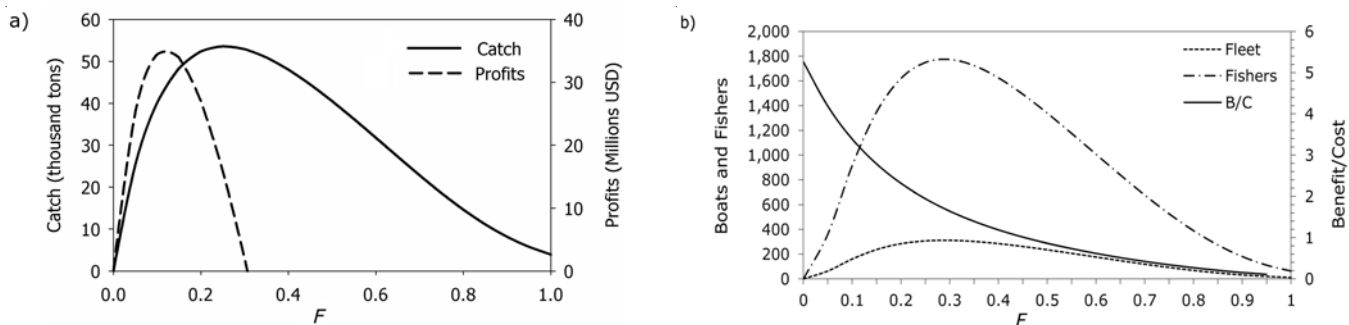 a)
Catch (thousand tons)
60
50
40
30
20
10
0
0.0 0.2 0.4 0.6 0.8 1.0
F
40
30
20
10
0
Profits (Millions USD)
Catch
Profits
b)
Boats and Fishers
2,000
1,800
1,600
1,400
1,200
1,000
800
600
400
200
0
0 0.1 0.2 0.3 0.4 0.5 0.6 0.7 0.8 0.9 1
F
6
5
4
3
2
1
0
Benefit/Cost
Fleet
Fishers
B/C